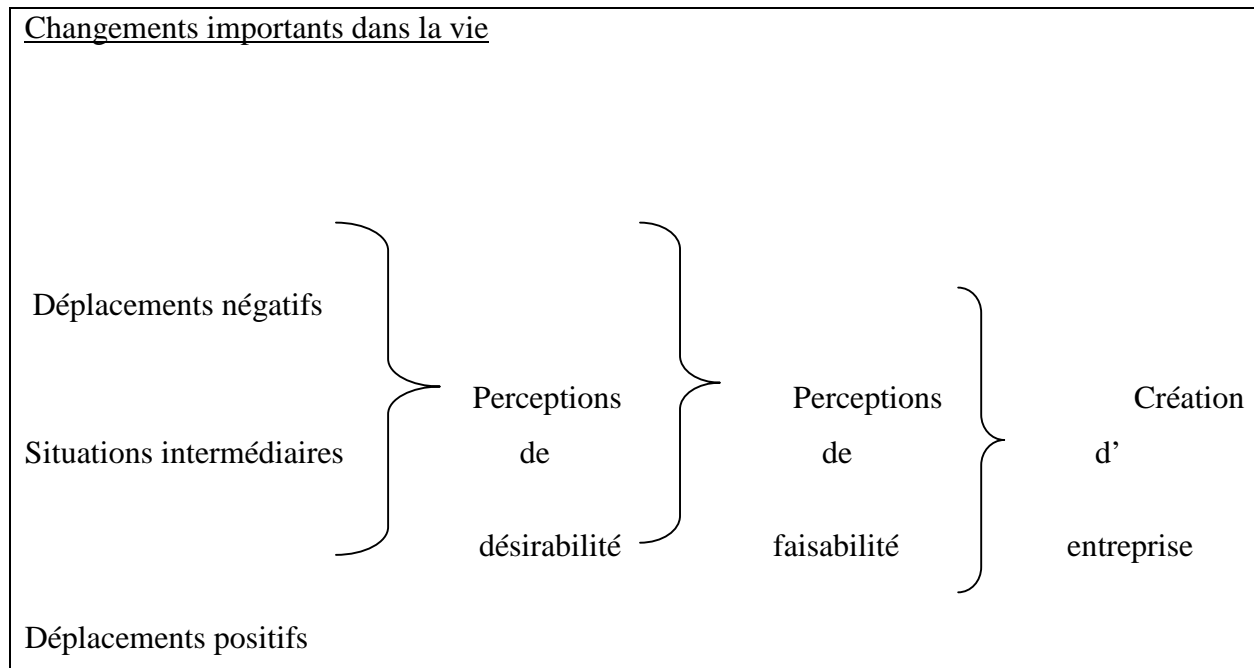 Changements importants dans la vie
Déplacements négatifs
Perceptions Perceptions Création
Situations intermédiaires de de d’
désirabilité faisabilité entreprise
Déplacements positifs